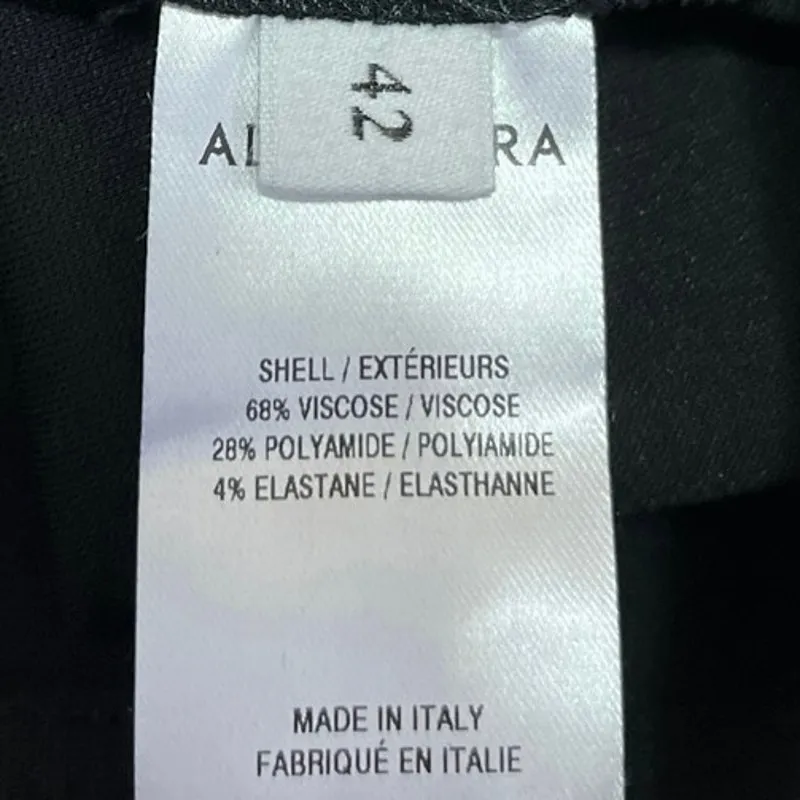 42
SHELL / EXTÉRIEURS
68% VISCOSE / VISCOSE
28% POLYAMIDE / POLYIAMIDE
4% ELASTANE / ELASTHANNE
MADE IN ITALY
FABRIQUÉ EN ITALIE